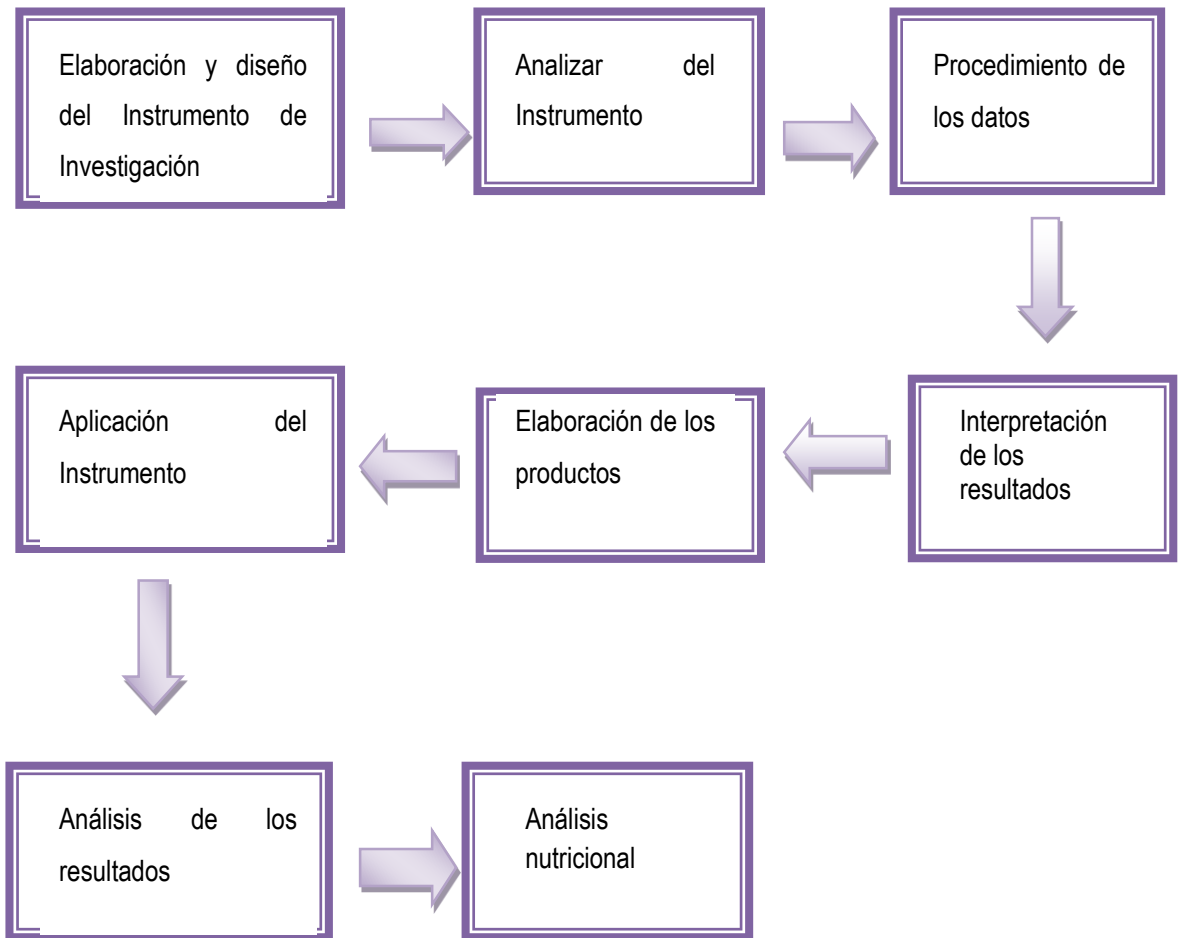 Elaboración y diseño
del Instrumento de
Investigación
Analizar del
Instrumento
Procedimiento de
los datos
Interpretación
de los
resultados
Elaboración de los
productos
Aplicación del
Instrumento
Análisis de los
resultados
Análisis
nutricional